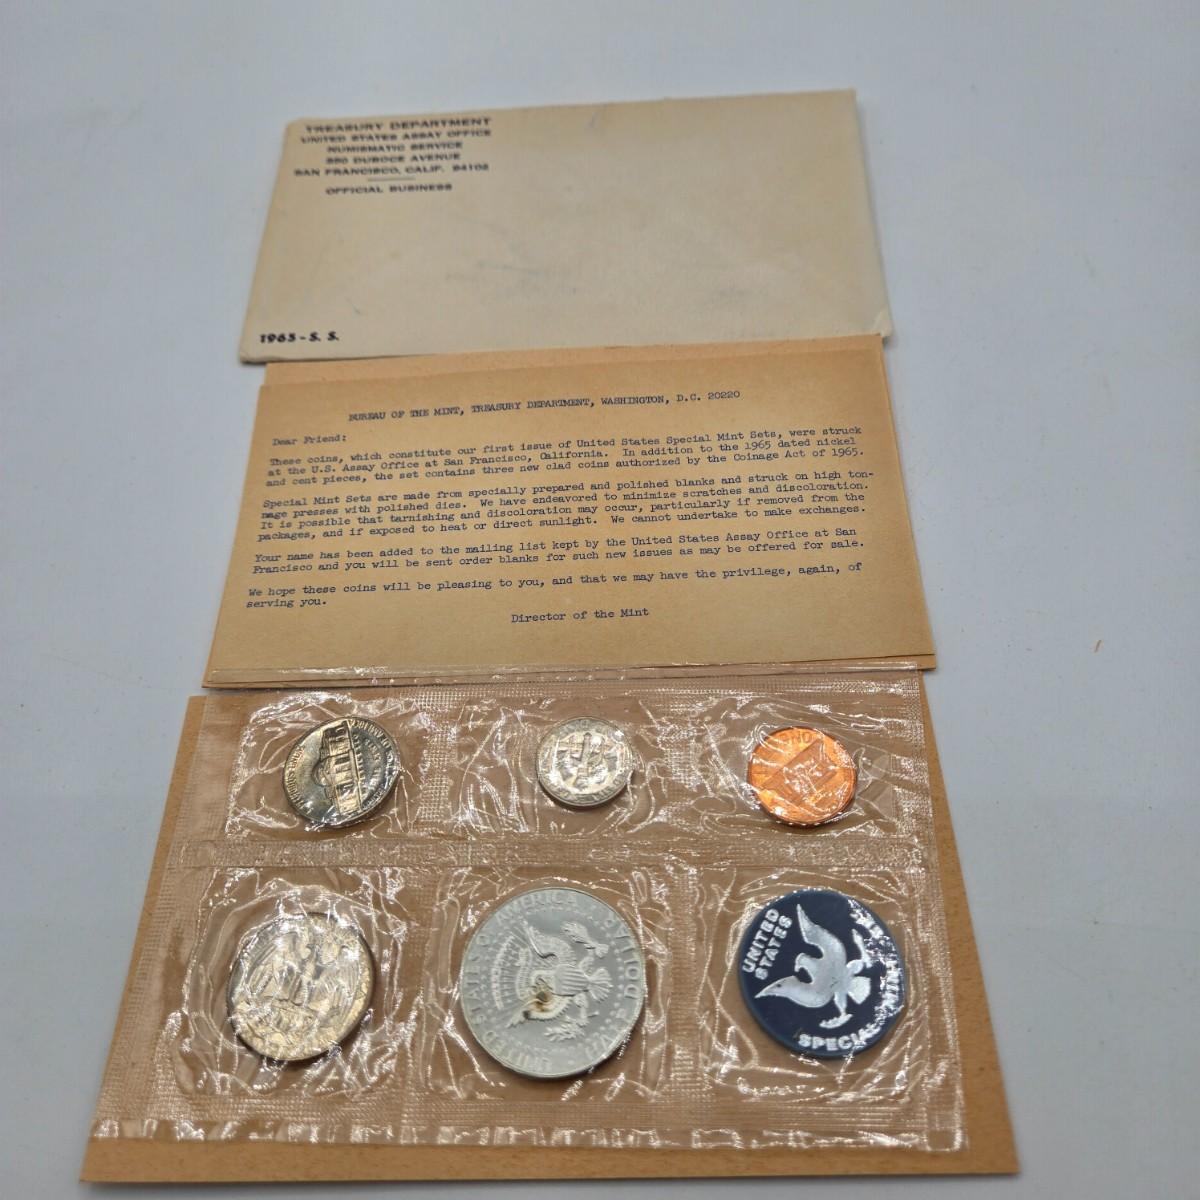 TREASURY DEPARTMENT
UNITED STATES ASSAY OFFICE
NUMISMATIC SERVICE
350 DUBOCE AVENUE
SAN FRANCISCO, CALIF. 94102
OFFICIAL BUSINESS
1965-S. S.
BUREAU OF THE MINT, TREASURY DEPARTMENT, WASHINGTON, D.C. 20220
Dear Friend:
These coins, which constitute our first issue of United States Special Mint Sets, were struck
at the U.S. Assay Office at San Francisco, California. In addition to the 1965 dated nickel
and cent pieces, the set contains three new clad coins authorized by the Coinage Act of 1965.
Special Mint Sets are made from specially prepared and polished blanks and struck on high ton-
nage presses with polished dies. We have endeavored to minimize scratches and discoloration.
It is possible that tarnishing and discoloration may occur, particularly if removed from the
packages, and if exposed to heat or direct sunlight. We cannot undertake to make exchanges.
Your name has been added to the mailing list kept by the United States Assay Office at San
Francisco and you will be sent order blanks for such new issues as may be offered for sale.
We hope these coins will be pleasing to you, and that we may have the privilege, again, of
serving you.
Director of the Mint
ONE
UNITED STATES OF AMERICA
HALF DOLLAR
UNITED
STATES
SPECIAL MINT SET